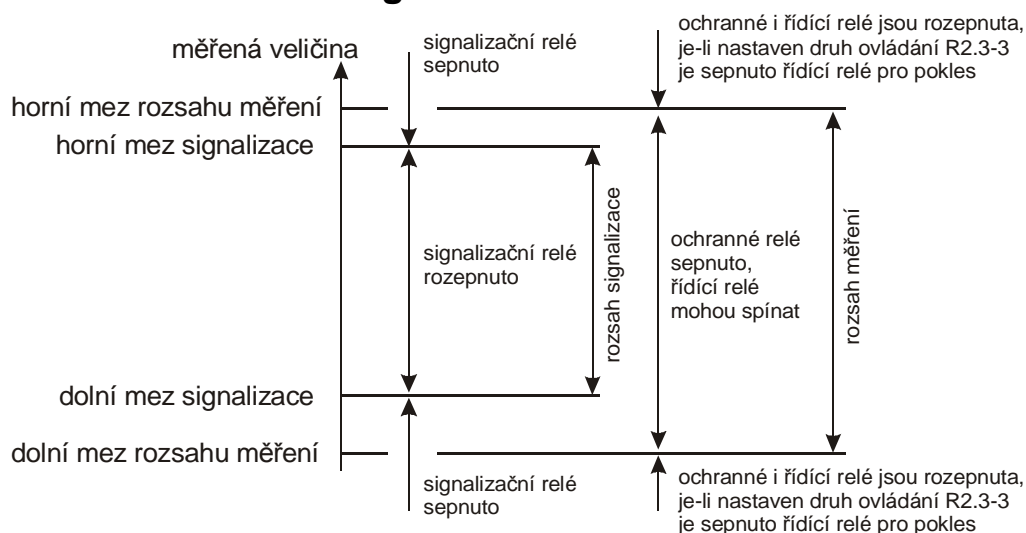 měřená veličina
signalizační relé
sepnuto
ochranné i řídící relé jsou rozepnuta,
je-li nastaven druh ovládání R2.3-3
je sepnuto řídící relé pro pokles
horní mez rozsahu měření
horní mez signalizace
signalizační relé
rozepnuto
rozsah signalizace
ochranné relé
sepnuto,
řídící relé
mohou spínat
rozsah měření
dolní mez signalizace
dolní mez rozsahu měření
signalizační relé
sepnuto
ochranné i řídící relé jsou rozepnuta,
je-li nastaven druh ovládání R2.3-3
je sepnuto řídící relé pro pokles